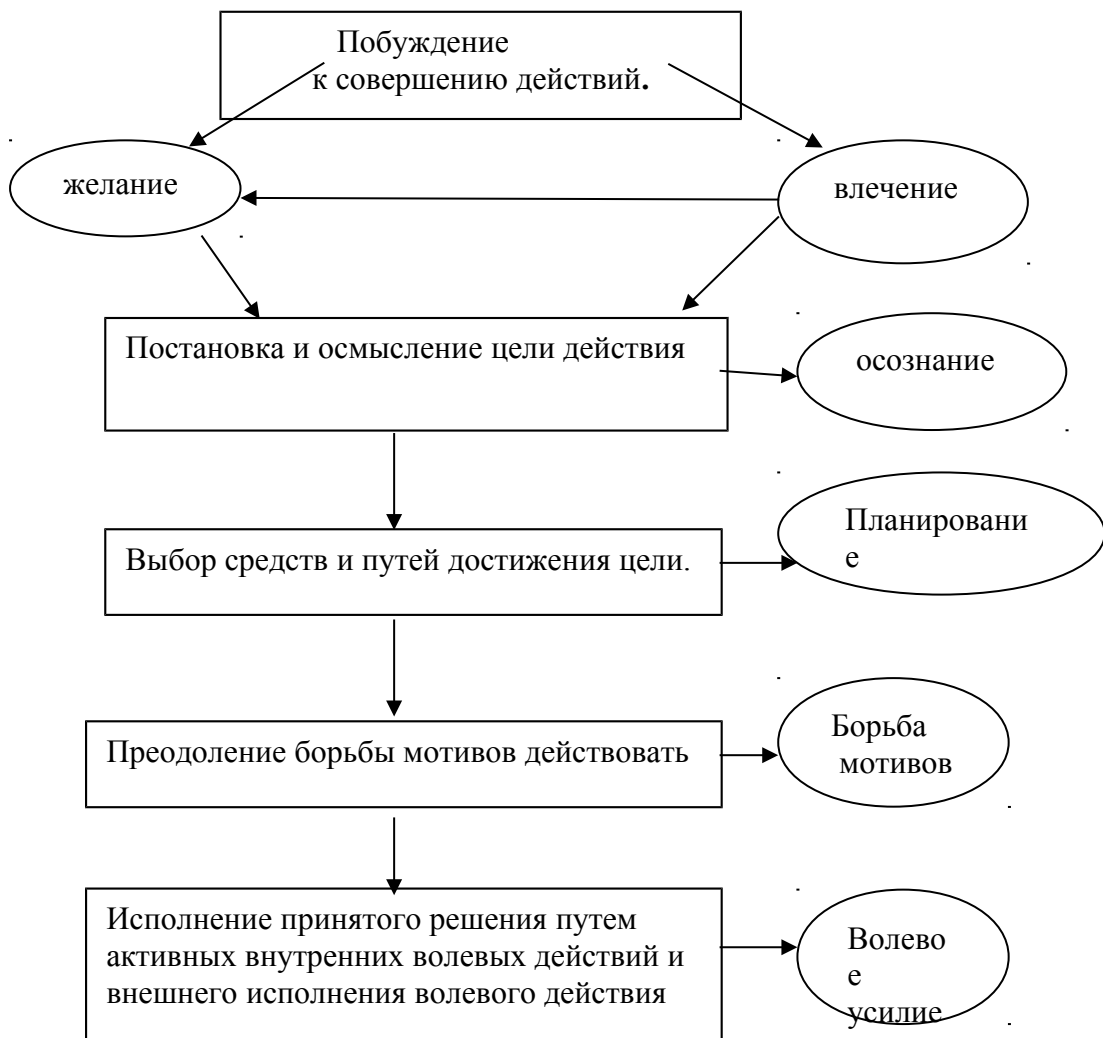 Побуждение
к совершению действий.
желание
влечение
Постановка и осмысление цели действия
осознание
Планировани
е
Выбор средств и путей достижения цели.
Борьба
мотивов
Преодоление борьбы мотивов действовать
Исполнение принятого решения путем
активных внутренних волевых действий и
внешнего исполнения волевого действия
Волево
е
усилие